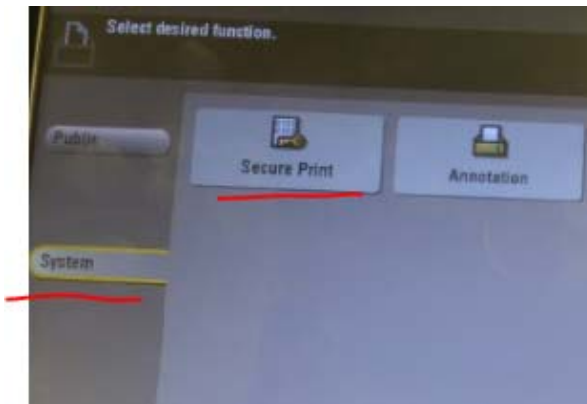 Select desired function.
Public
Secure Print
Annotation
System